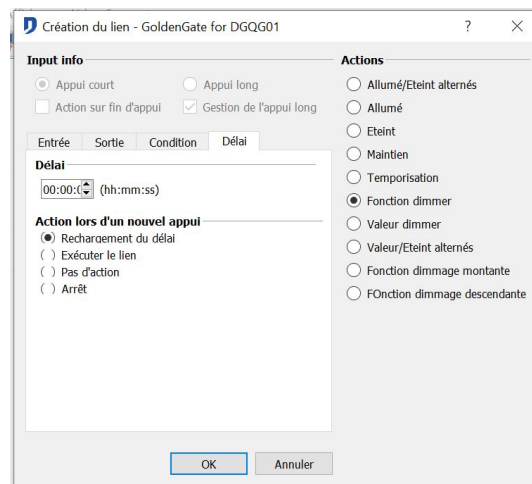 Création du lien - GoldenGate for DGQG01
?
Input info
Appui court
Appui long
Action sur fin d'appui
Gestion de l'appui long
Entrée
Sortie
Condition
Délai
Délai
(hh:mm:ss)
Action lors d'un nouvel appui
Rechargement du délai
Exécuter le lien
Pas d'action
Arrêt
Actions
Allumé/Eteint alternés
Allumé
Eteint
Maintien
Temporisation
Fonction dimmer
Valeur dimmer
Valeur/Eteint alternés
Fonction dimmage montante
FOnction dimmage descendante
OK
Annuler